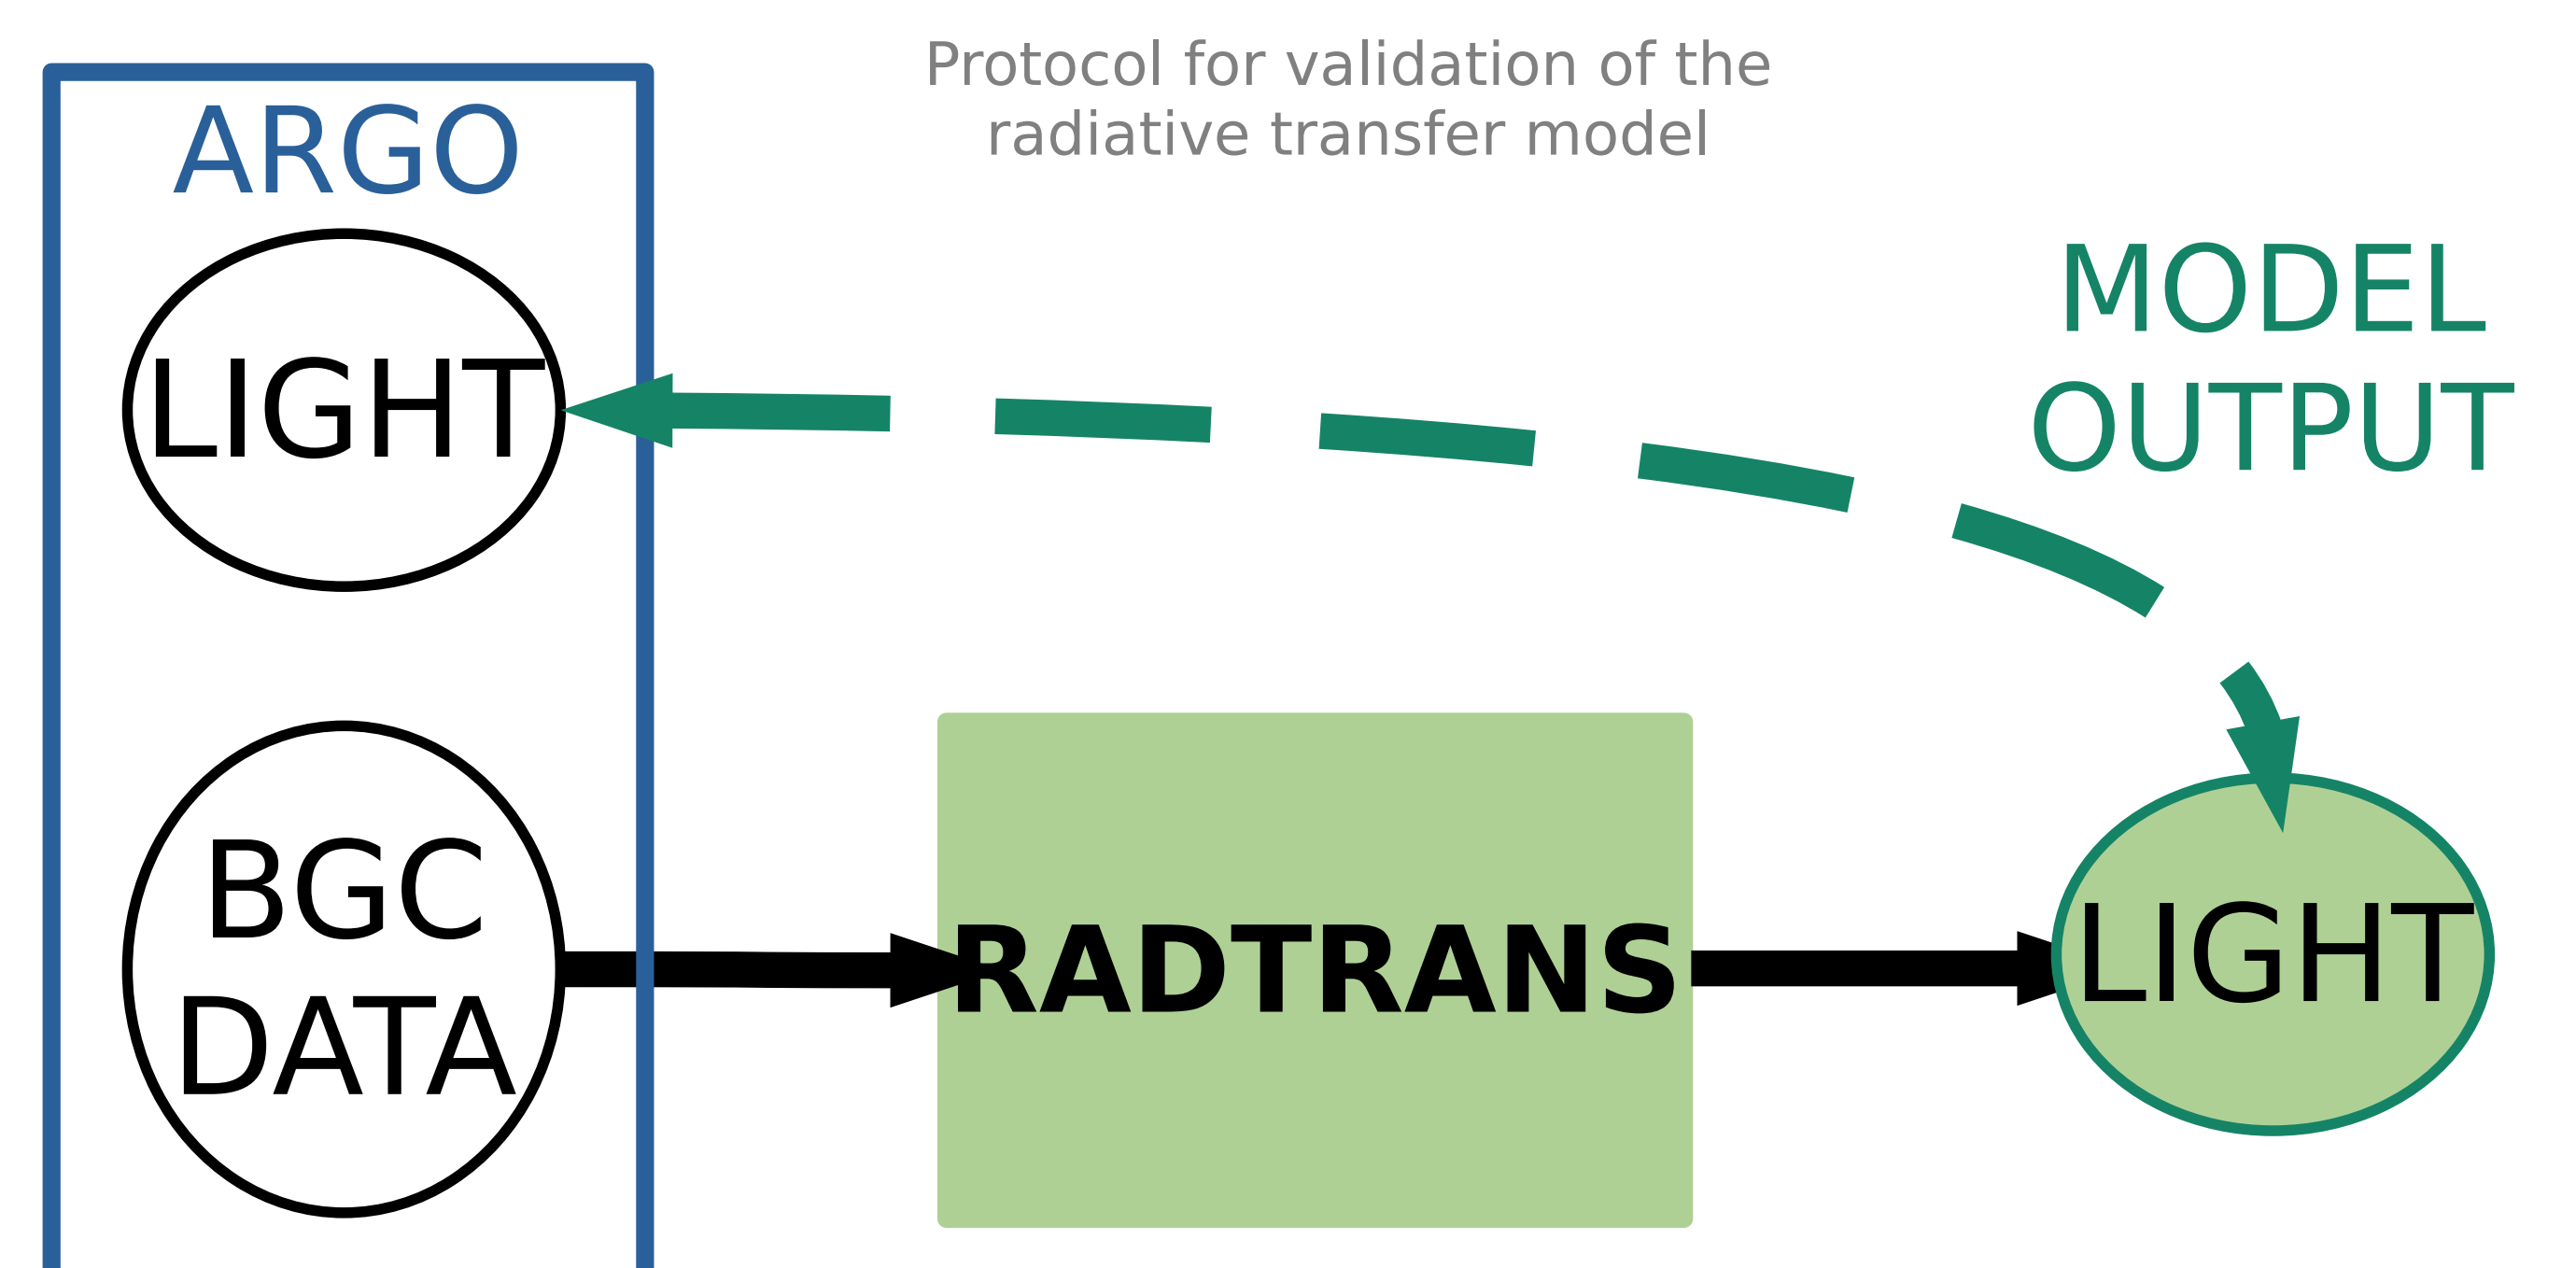 Protocol for validation of the
radiative transfer model
ARGO
LIGHT
MODEL
OUTPUT
BGC
DATA
RADTRANS
LIGHT